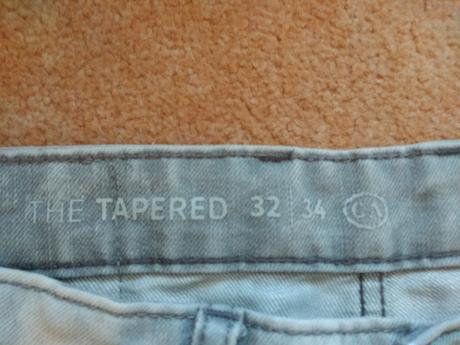 THE TAPERED 32 | 34 C&A